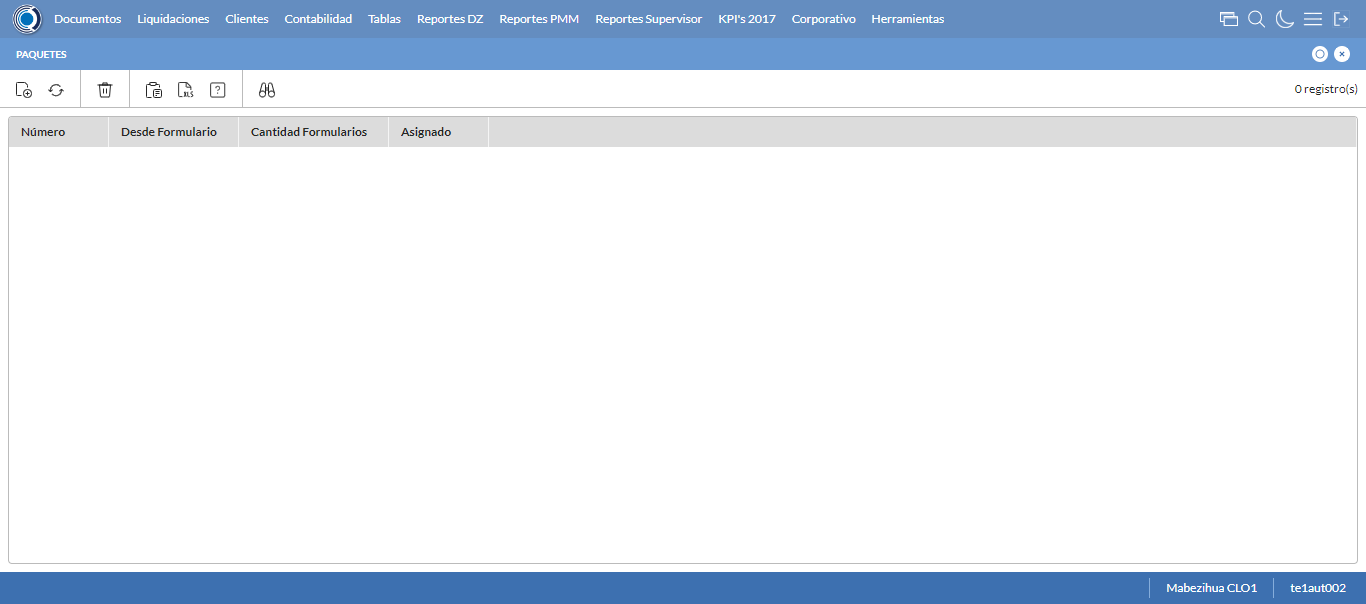 Documentos Liquidaciones Clientes Contabilidad Tablas Reportes DZ Reportes PMM Reportes Supervisor KPI's 2017 Corporativo Herramientas
PAQUETES
XLS ? 0 registro(s)
Número Desde Formulario Cantidad Formularios Asignado
Mabezihua CLO1 te1aut002